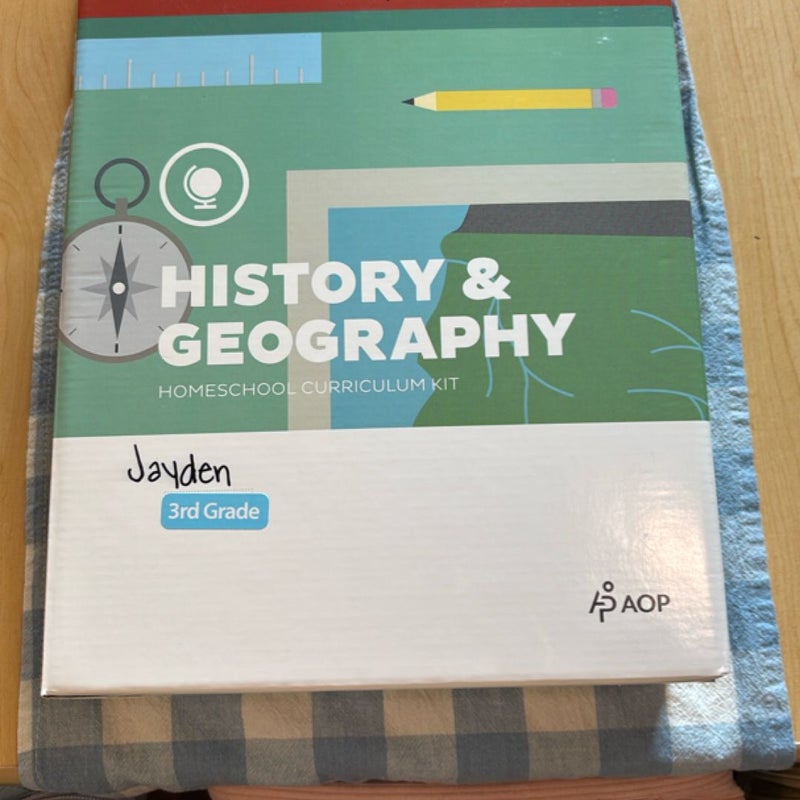 HISTORY &
GEOGRAPHY
HOMESCHOOL CURRICULUM KIT
Jayden
3rd Grade
AOP